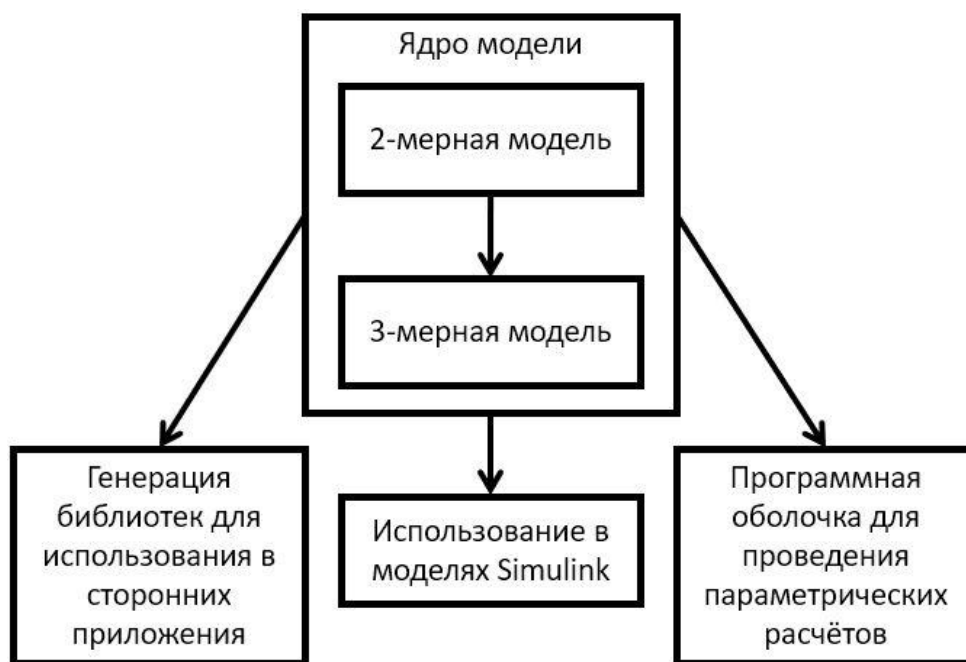 Ядро модели
2-мерная модель
3-мерная модель
Генерация
библиотек для
использования в
сторонних
приложения
Использование в
моделях Simulink
Программная
оболочка для
проведения
параметрических
расчётов